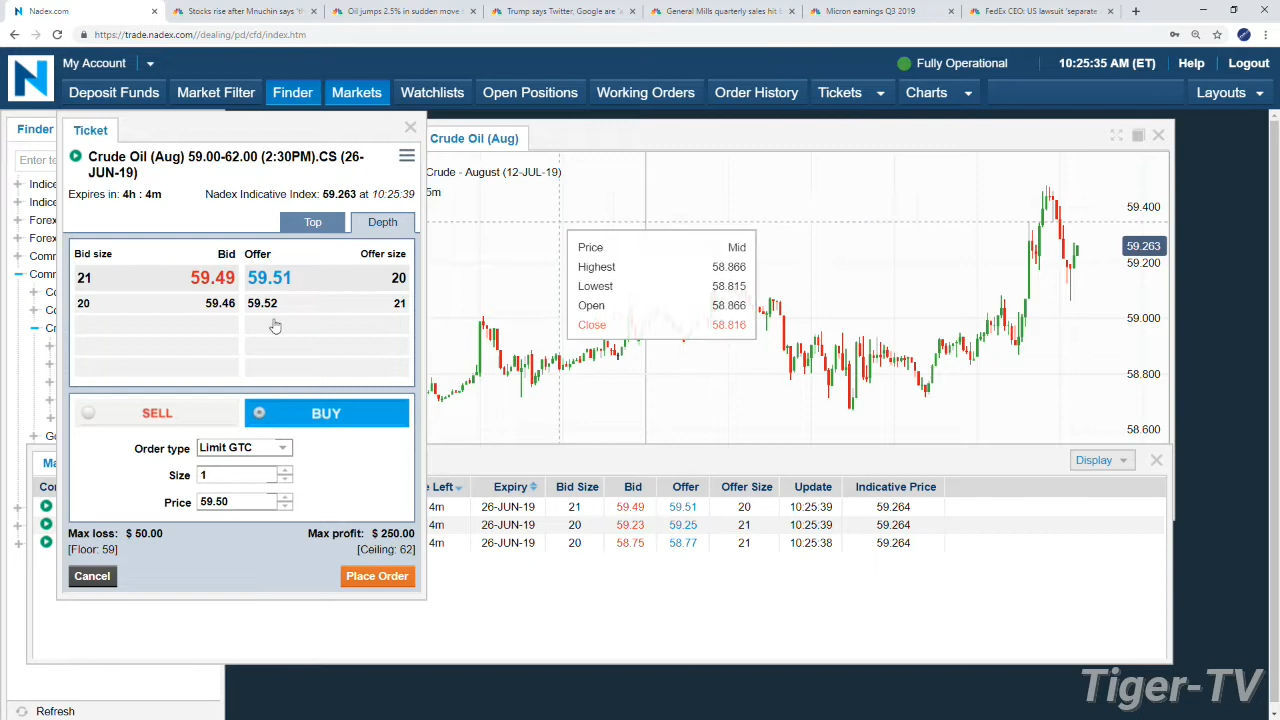 Nadex.com
Stocks rise after Mnuchin says 't
Oil jumps 2.5% in sudden move
Trump says Twitter, Google are '
General Mills quarterly sales hit
Micron earnings Q3 2019
FedEx CEO: US lawsuit 'separate
https://trade.nadex.com//dealing/pd/cfd/index.htm
N My Account
Fully Operational 10:25:35 AM (ET) Help Logout
Deposit Funds Market Filter Finder Markets Watchlists Open Positions Working Orders Order History Tickets Charts Layouts
Finder
Ticket
Crude Oil (Aug)
Enter to
Crude Oil (Aug) 59.00-62.00 (2:30PM).CS (26-
JUN-19)
Crude - August (12-JUL-19)
Indice
Expires in: 4h : 4m Nadex Indicative Index: 59.263 at 10:25:39
5m
Indice
59.400
Forex
Top Depth
Forex
Price Mid
59.263
Comm
Bid size Bid Offer Offer size
59.200
Comm
21 59.49 59.51 20
Highest 58.866
Lowest 58.815
20 59.46 59.52 21
Open 58.866
59.000
Close 58.816
58.800
SELL BUY
58.600
Order type Limit GTC
Display
Size 1
Left Expiry Bid Size Bid Offer Offer Size Update Indicative Price
Price 59.50
4m 26-JUN-19 21 59.49 59.51 20 10:25:39 59.264
4m 26-JUN-19 20 59.23 59.25 21 10:25:39 59.264
4m 26-JUN-19 20 58.75 58.77 21 10:25:38 59.264
Max loss: $ 50.00 Max profit: $ 250.00
[Floor: 59] [Ceiling: 62]
Cancel Place Order
Tiger-TV
Refresh